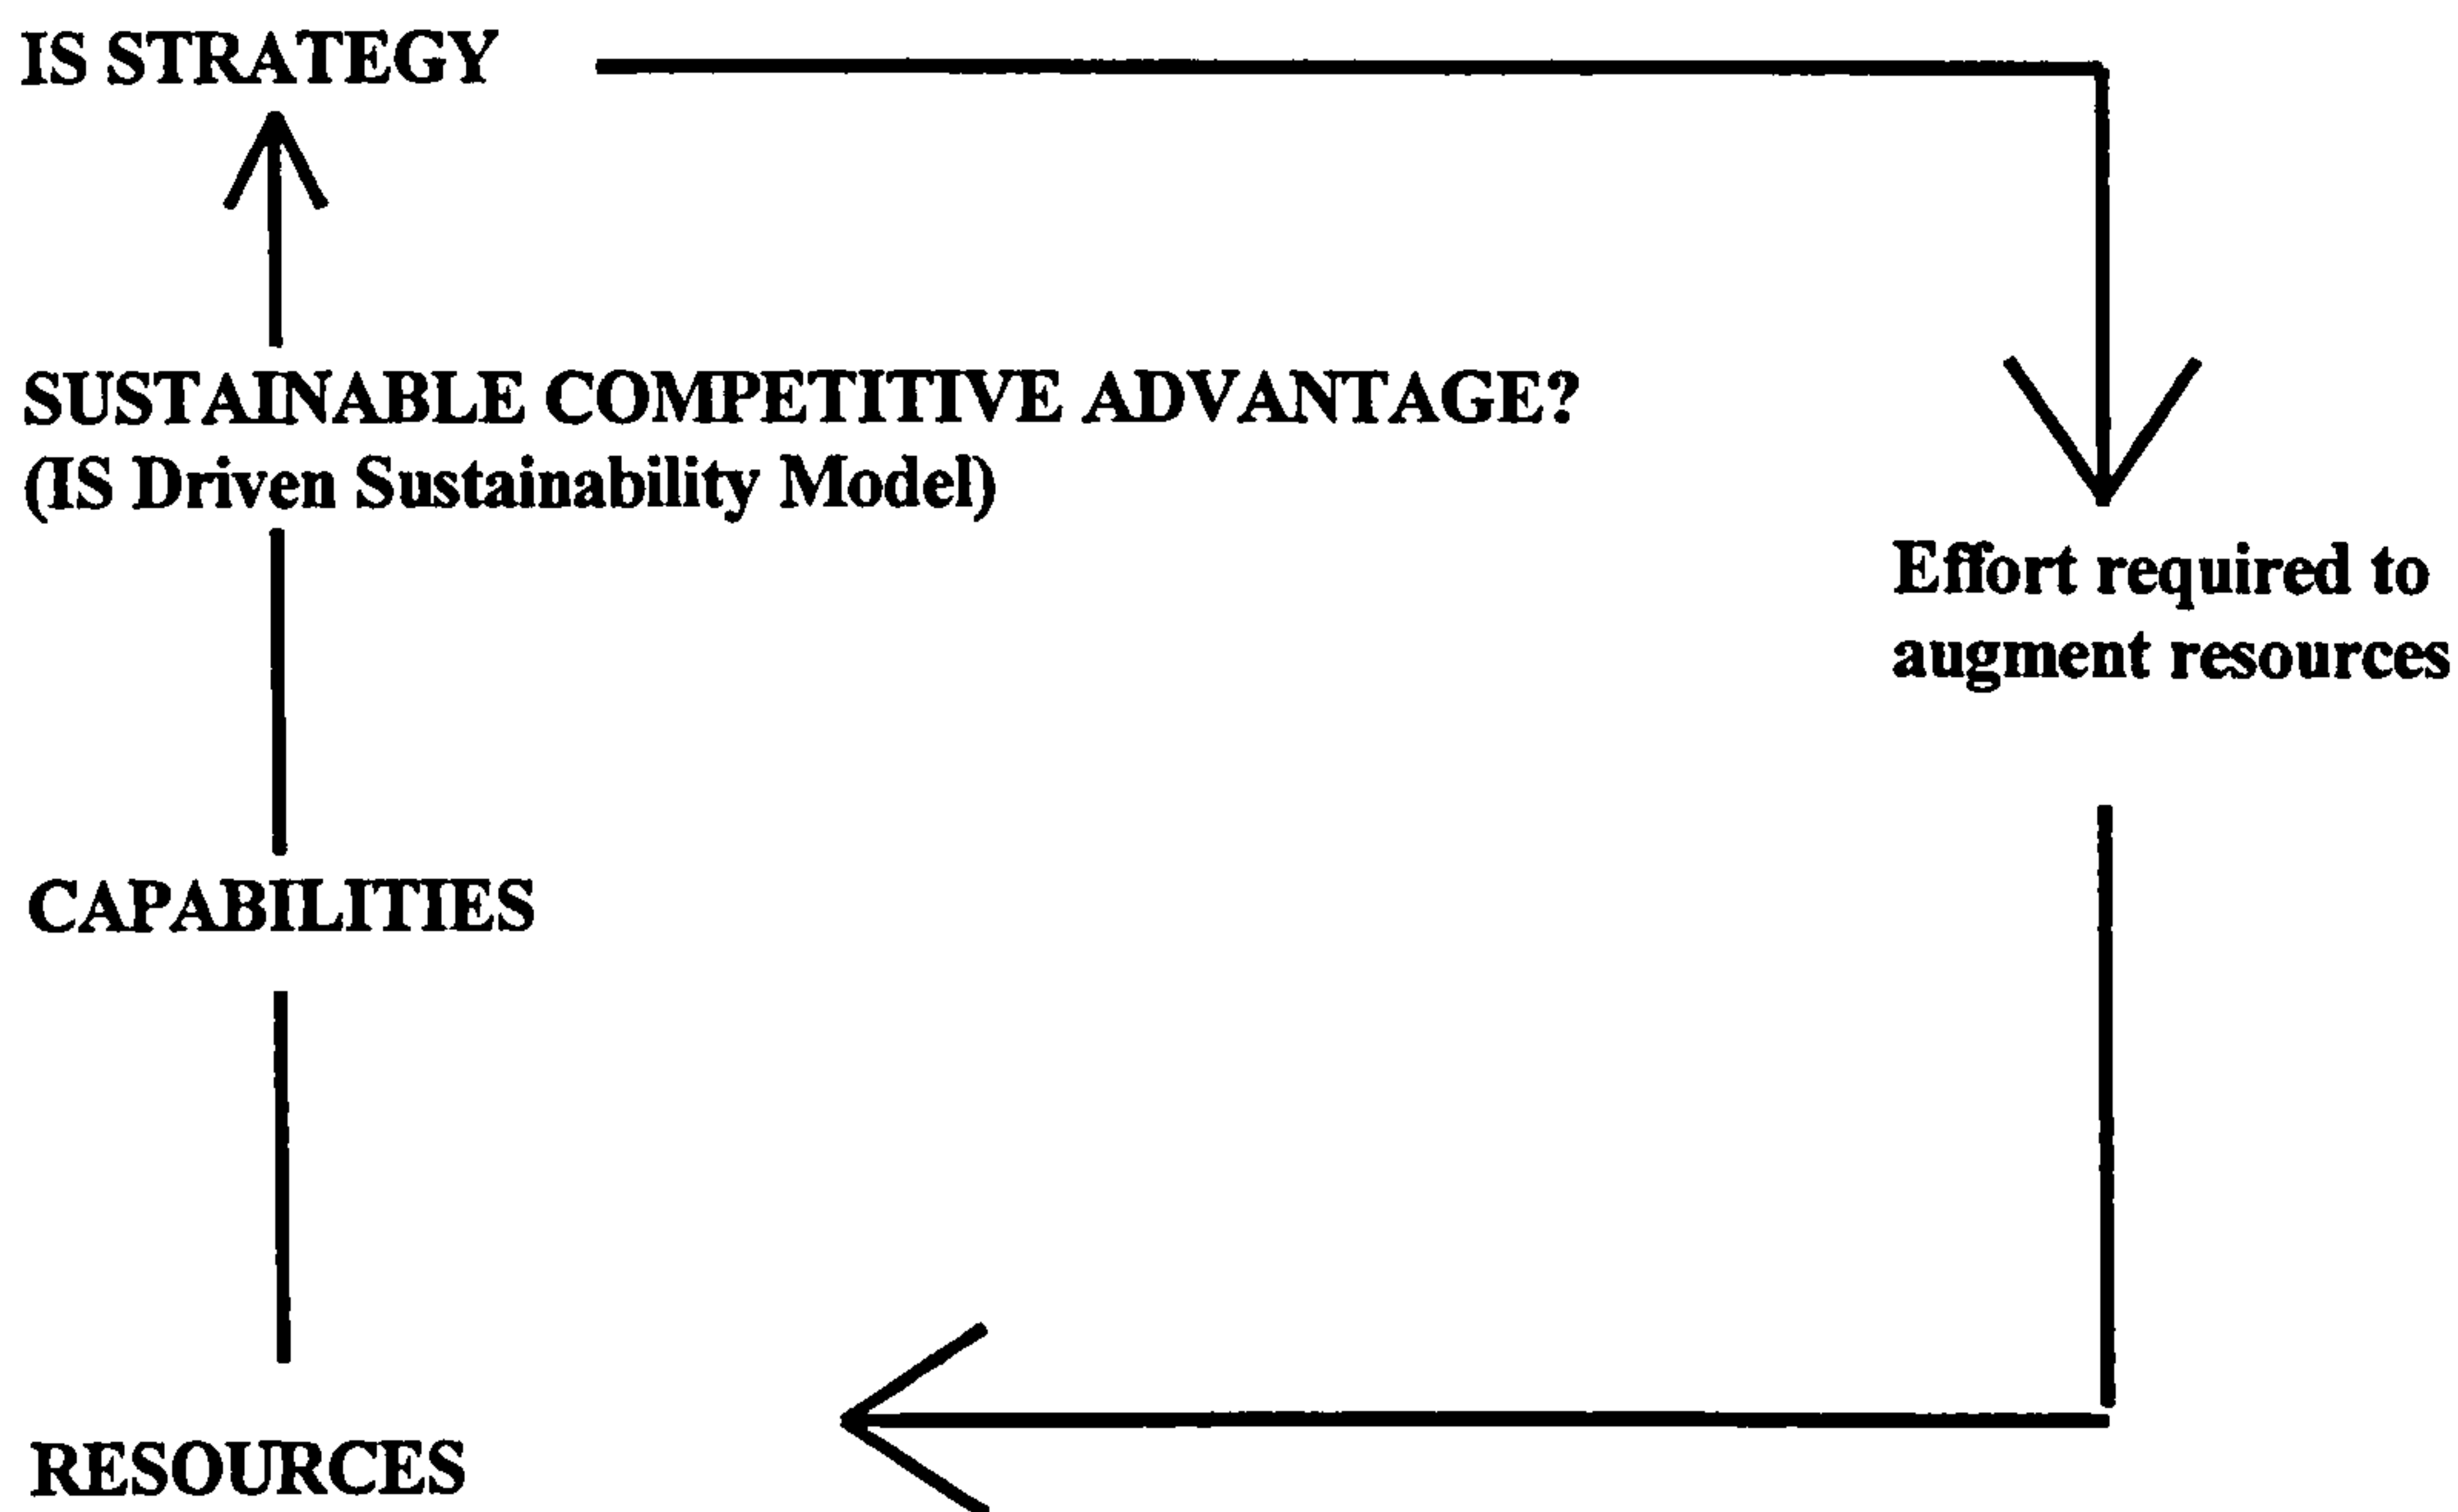 IS STRATEGY
SUSTAINABLE COMPETITIVE ADVANTAGE?
(IS Driven Sustainability Model)
Effort required to
augment resources
CAPABILITIES
RESOURCES